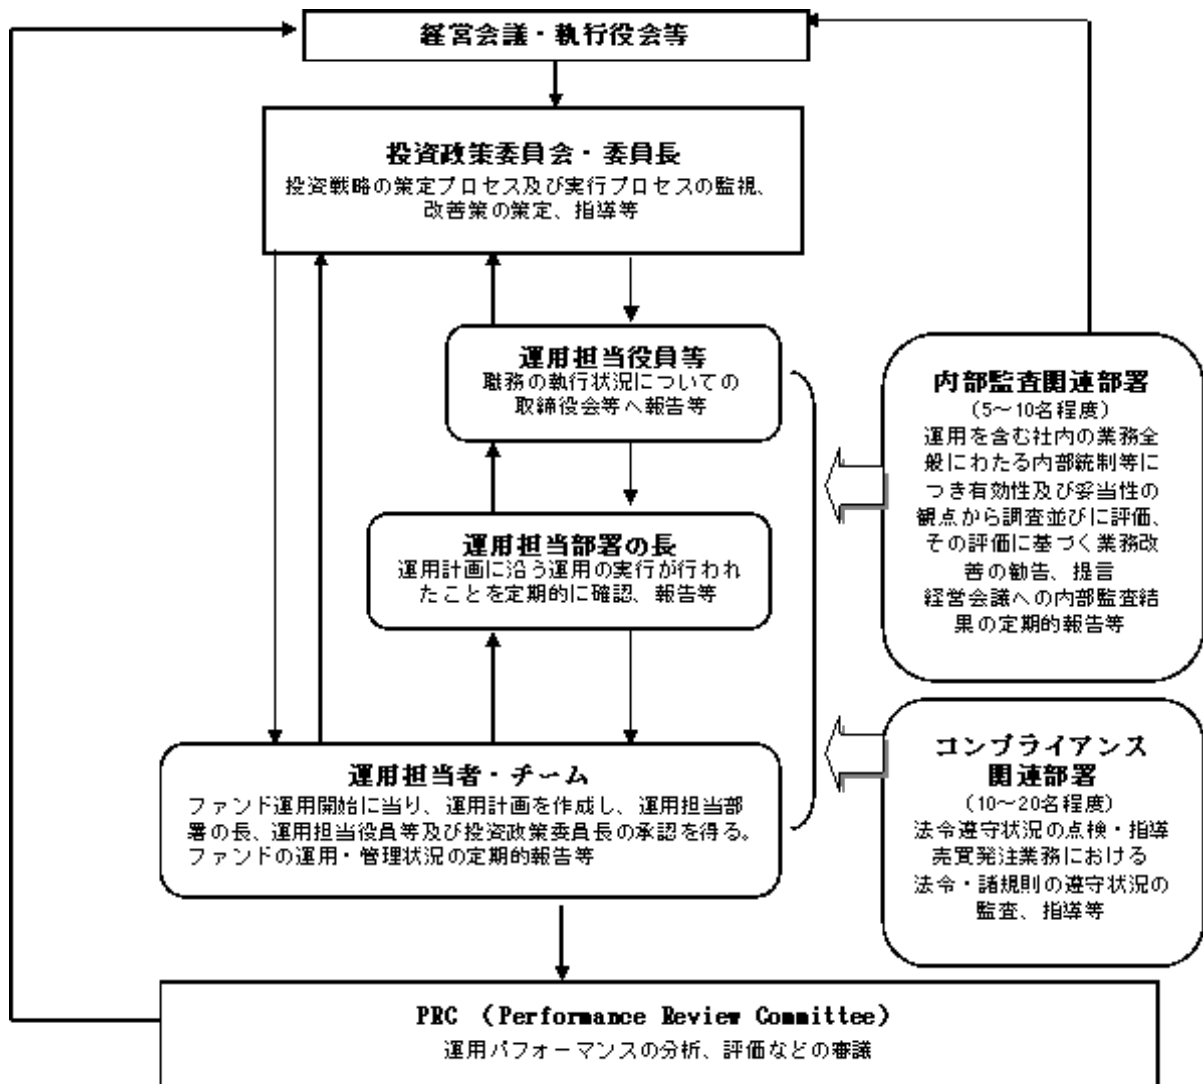 経営会議・執行役会等
投資政策委員会・委員長
投資戦略の策定プロセス及び実行プロセスの監視、
改善策の策定、指導等
運用担当役員等
職務の執行状況についての
取締役会等へ報告等
運用担当部署の長
運用計画に沿う運用の実行が行われ
たことを定期的に確認、報告等
運用担当者・チーム
ファンド運用開始に当り、運用計画を作成し、運用担当部
署の長、運用担当役員等及び投資政策委員長の承認を得る。
ファンドの運用・管理状況の定期的報告等
内部監査関連部署
（5～10名程度）
運用を含む社内の業務全
般にわたる内部統制等に
つき有効性及び妥当性の
観点から調査並びに評価、
その評価に基づく業務改
善の勧告、提言
経営会議への内部監査結
果の定期的報告等
コンプライアンス
関連部署
（10～20名程度）
法令遵守状況の点検・指導
売買発注業務における
法令・諸規則の遵守状況の
監査、指導等
PRC （Performance Review Committee）
運用パフォーマンスの分析、評価などの審議